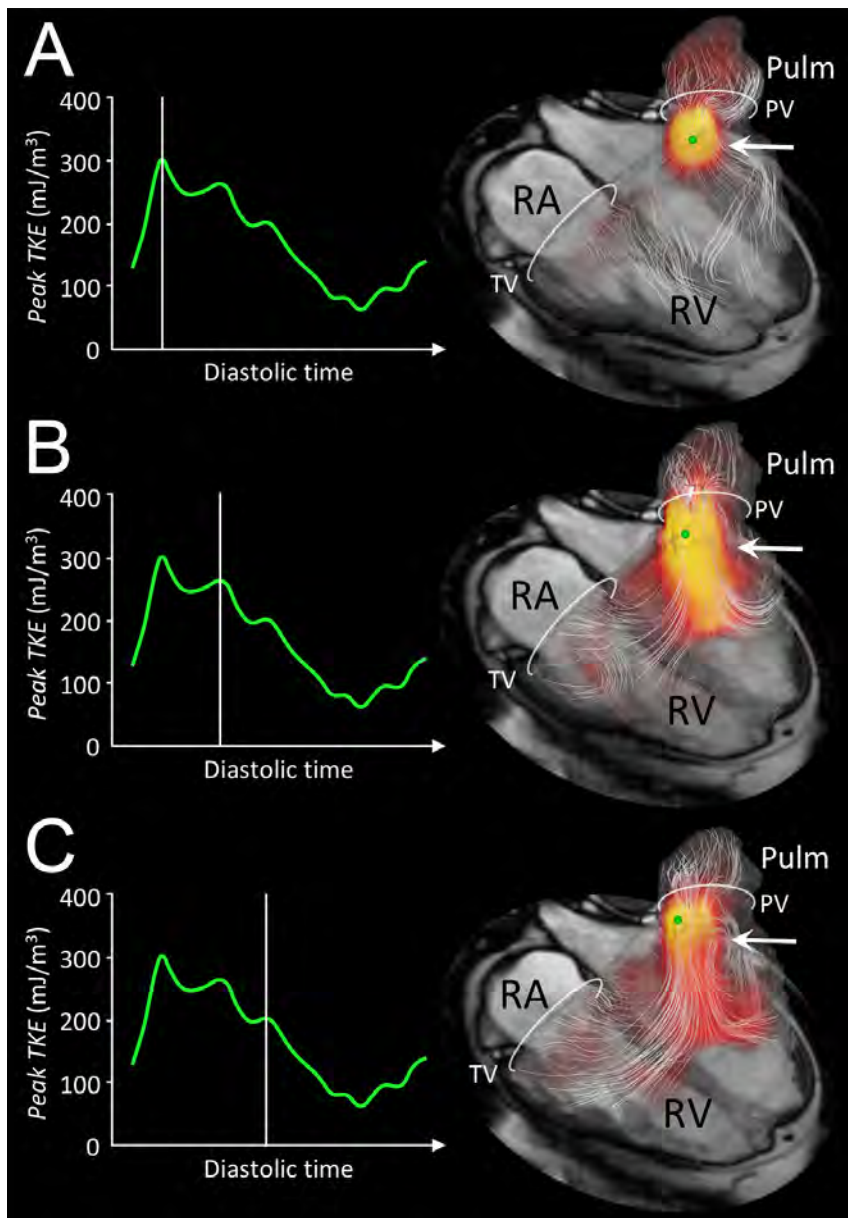 A
Pulm
PV
RA
TV
RV
400
300
200
100
0
Peak TKE (mJ/m³)
Diastolic time
B
Pulm
PV
RA
TV
RV
400
300
200
100
0
Peak TKE (mJ/m³)
Diastolic time
C
Pulm
PV
RA
TV
RV
400
300
200
100
0
Peak TKE (mJ/m³)
Diastolic time